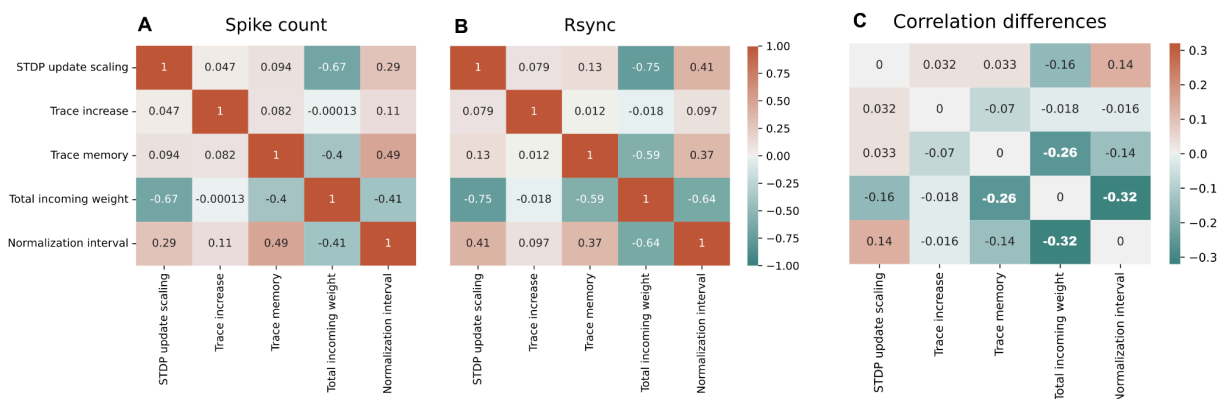 A Spike count
B Rsync
C Correlation differences
STDP update scaling 1 0.047 0.094 -0.67 0.29
Trace increase 0.047 1 0.082 -0.00013 0.11
Trace memory 0.094 0.082 1 -0.4 0.49
Total incoming weight -0.67 -0.00013 -0.4 1 -0.41
Normalization interval 0.29 0.11 0.49 -0.41 1
STDP update scaling
Trace increase
Trace memory
Total incoming weight
Normalization interval
1 0.079 0.13 -0.75 0.41
0.079 1 0.012 -0.018 0.097
0.13 0.012 1 -0.59 0.37
-0.75 -0.018 -0.59 1 -0.64
0.41 0.097 0.37 -0.64 1
STDP update scaling
Trace increase
Trace memory
Total incoming weight
Normalization interval
1.00
0.75
0.50
0.25
0.00
−0.25
−0.50
−0.75
−1.00
0 0.032 0.033 -0.16 0.14
0.032 0 -0.07 -0.018 -0.016
0.033 -0.07 0 -0.26 -0.14
-0.16 -0.018 -0.26 0 -0.32
0.14 -0.016 -0.14 -0.32 0
STDP update scaling
Trace increase
Trace memory
Total incoming weight
Normalization interval
0.3
0.2
0.1
0.0
−0.1
−0.2
−0.3